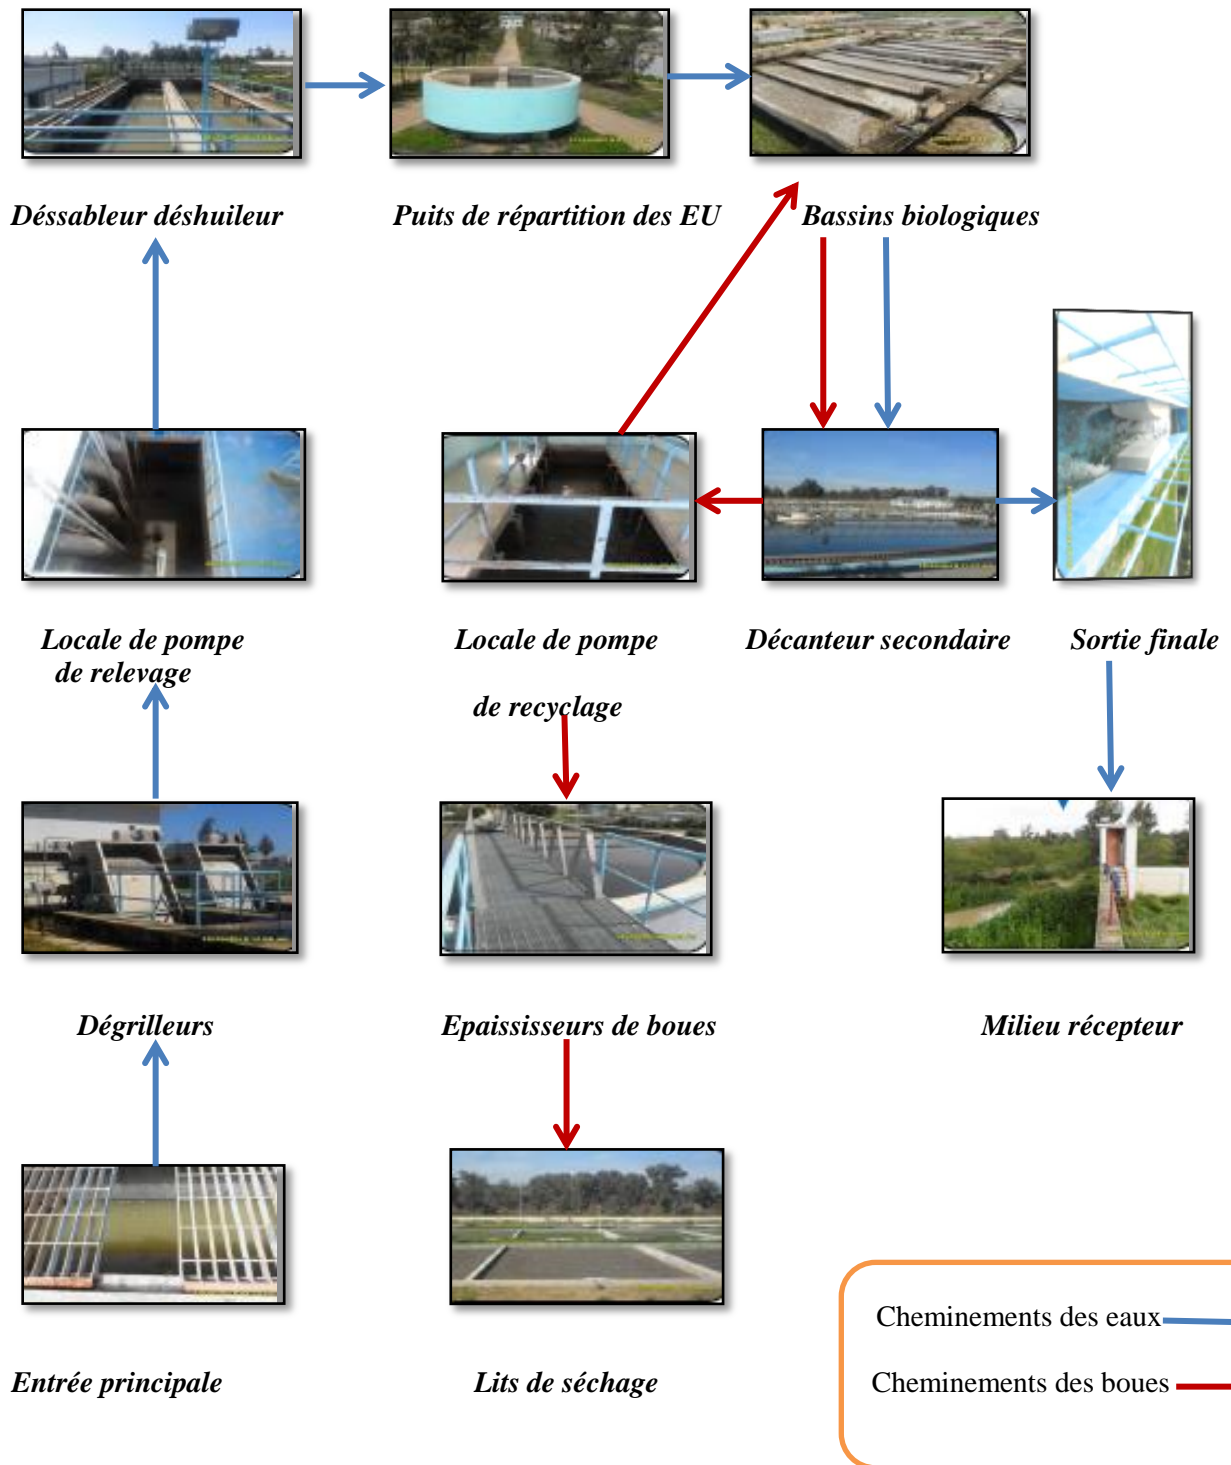 Déssableur déshuileur
Puits de répartition des EU
Bassins biologiques
Locale de pompe
de relevage
Locale de pompe
de recyclage
Décanteur secondaire
Sortie finale
Dégrilleurs
Epaississeurs de boues
Milieu récepteur
Entrée principale
Lits de séchage
Cheminements des eaux
Cheminements des boues